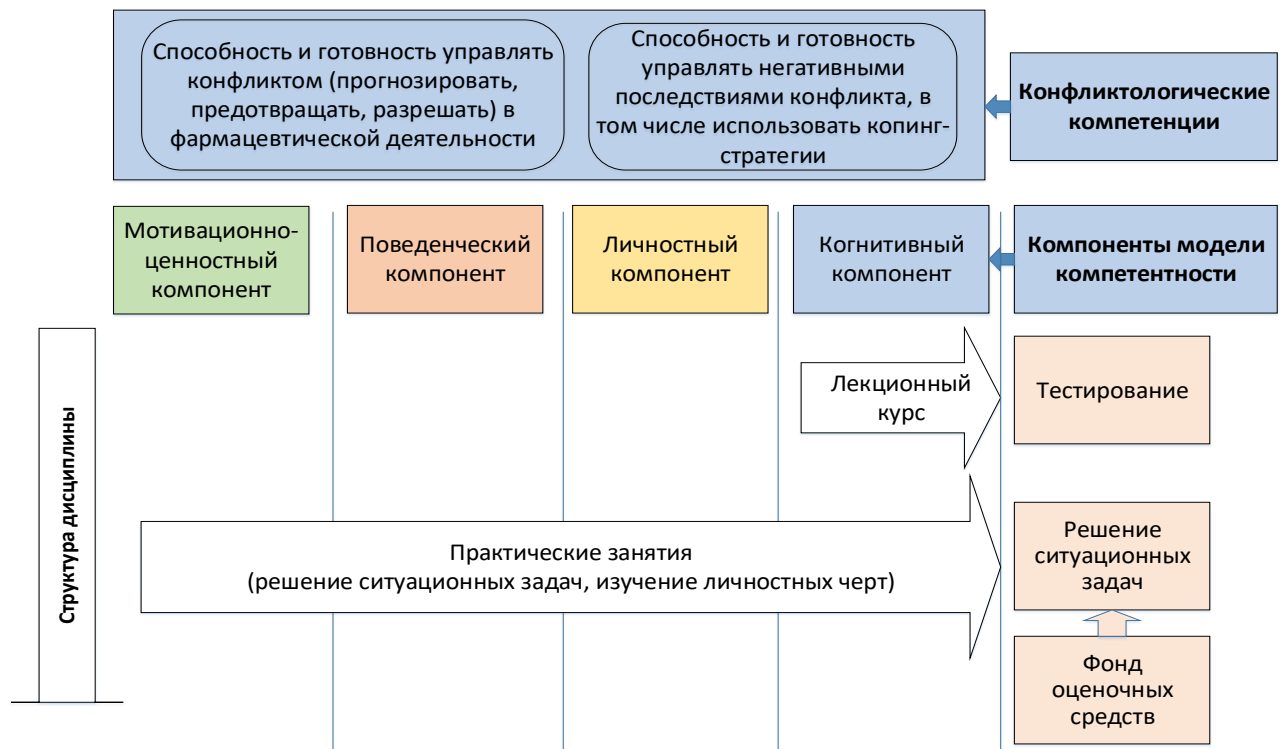 Способность и готовность управлять
конфликтом (прогнозировать,
предотвращать, разрешать) в
фармацевтической деятельности
Способность и готовность
управлять негативными
последствиями конфликта, в
том числе использовать копинг-
стратегии
Конфликтологические
компетенции
Мотивационно-
ценностный
компонент
Поведенческий
компонент
Личностный
компонент
Когнитивный
компонент
Компоненты модели
компетентности
Структура дисциплины
Лекционный
курс
Тестирование
Практические занятия
(решение ситуационных задач, изучение личностных черт)
Решение
ситуационных
задач
Фонд
оценочных
средств